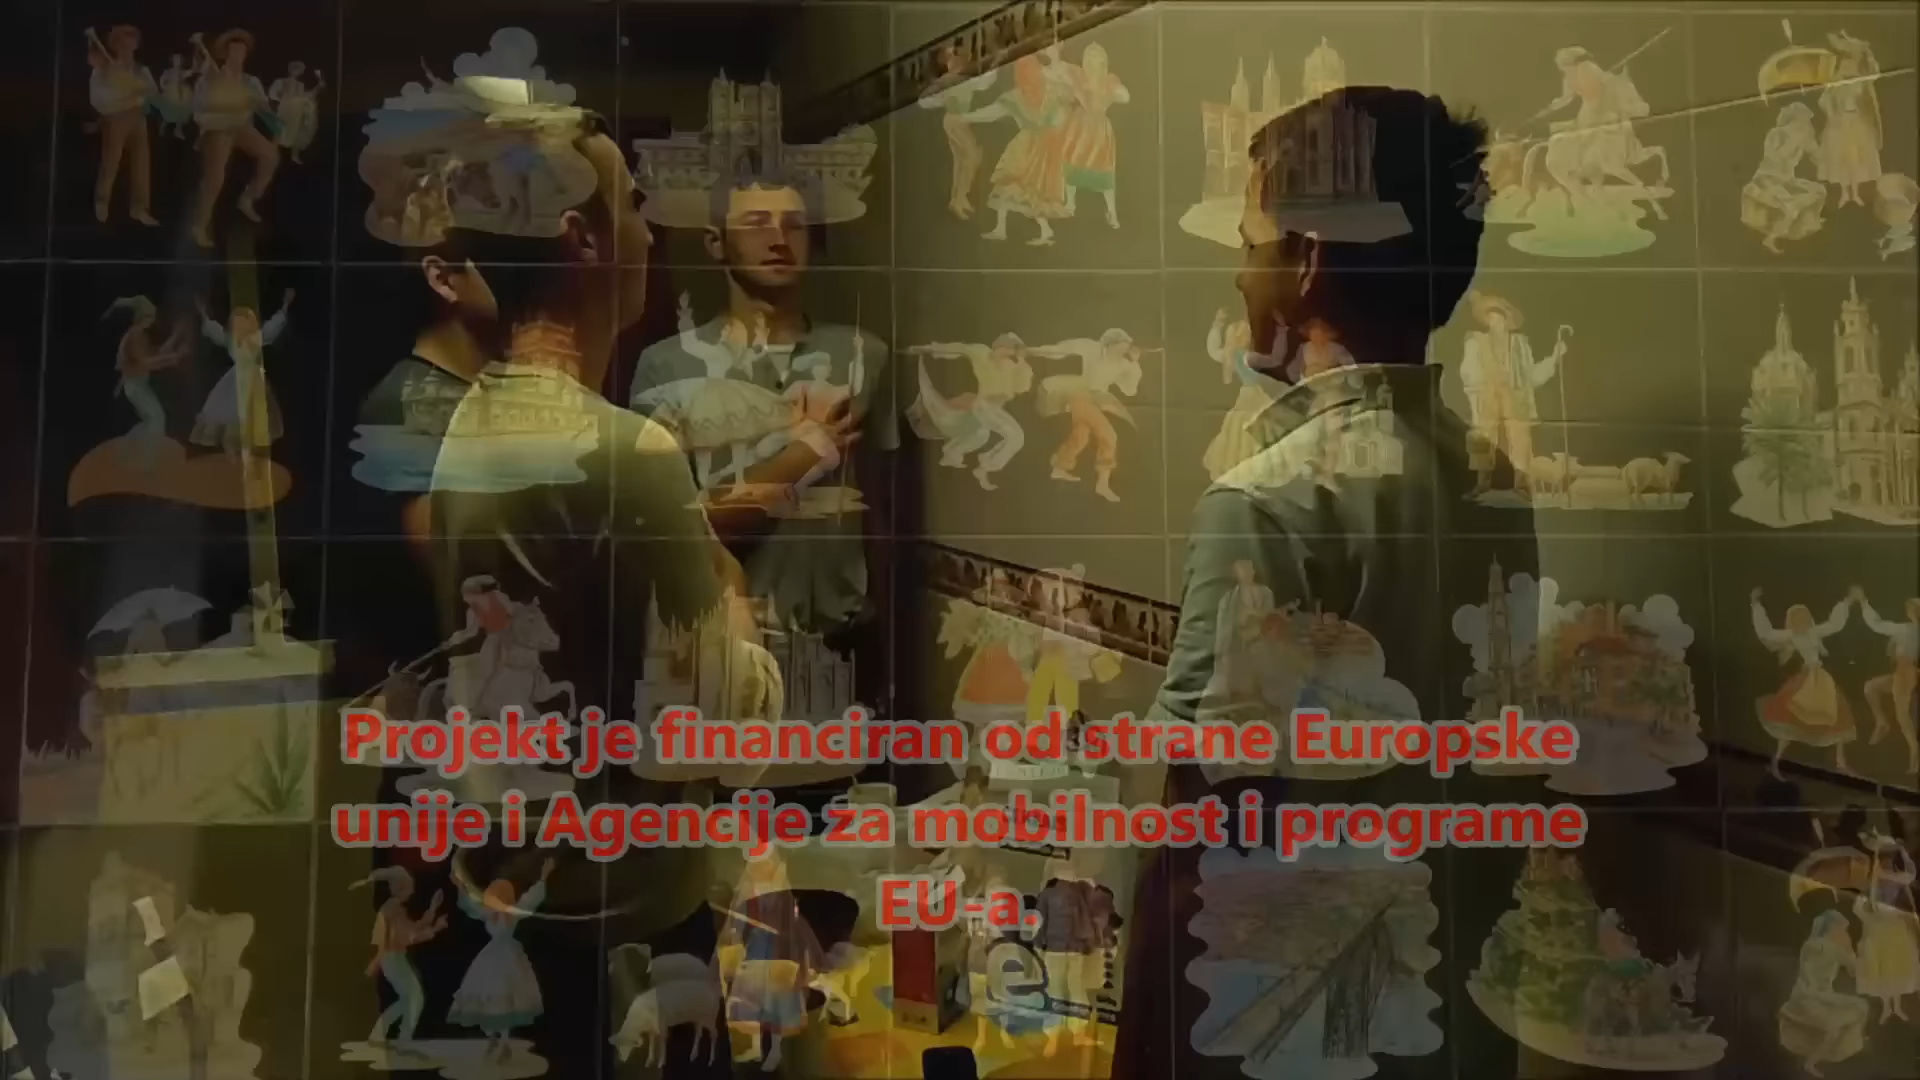 Projekt je financiran od strane Europske
unije i Agencije za mobilnost i programe
EU-a.